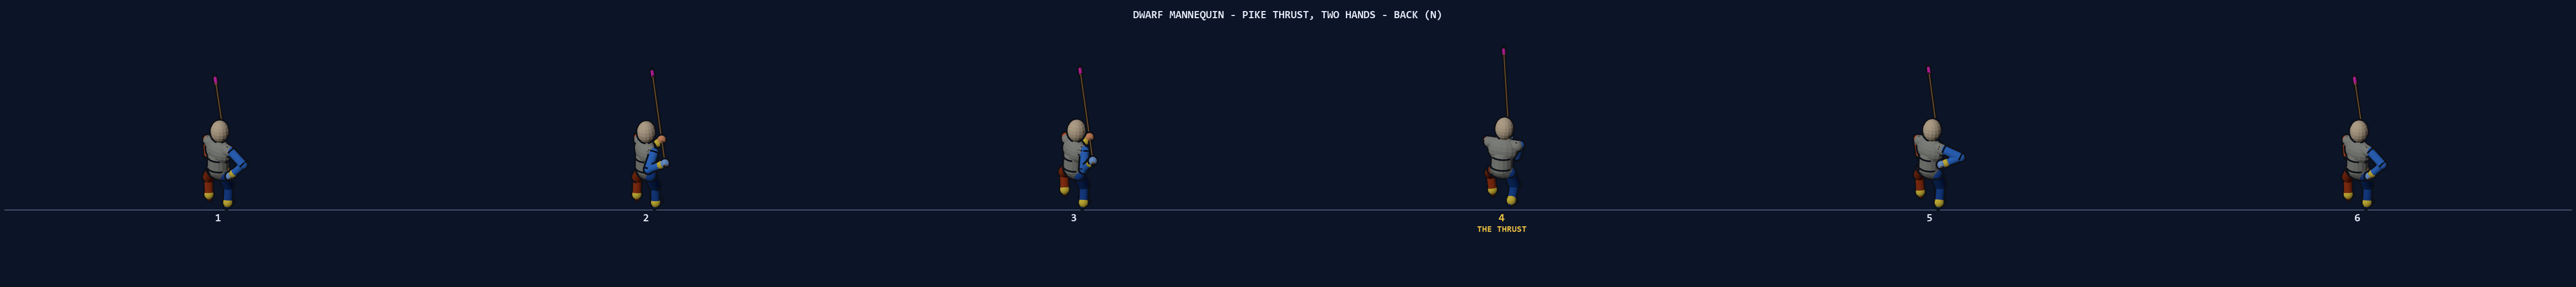 DWARF MANNEQUIN - PIKE THRUST, TWO HANDS - BACK (N)
1 2 3 4 5 6
THE THRUST